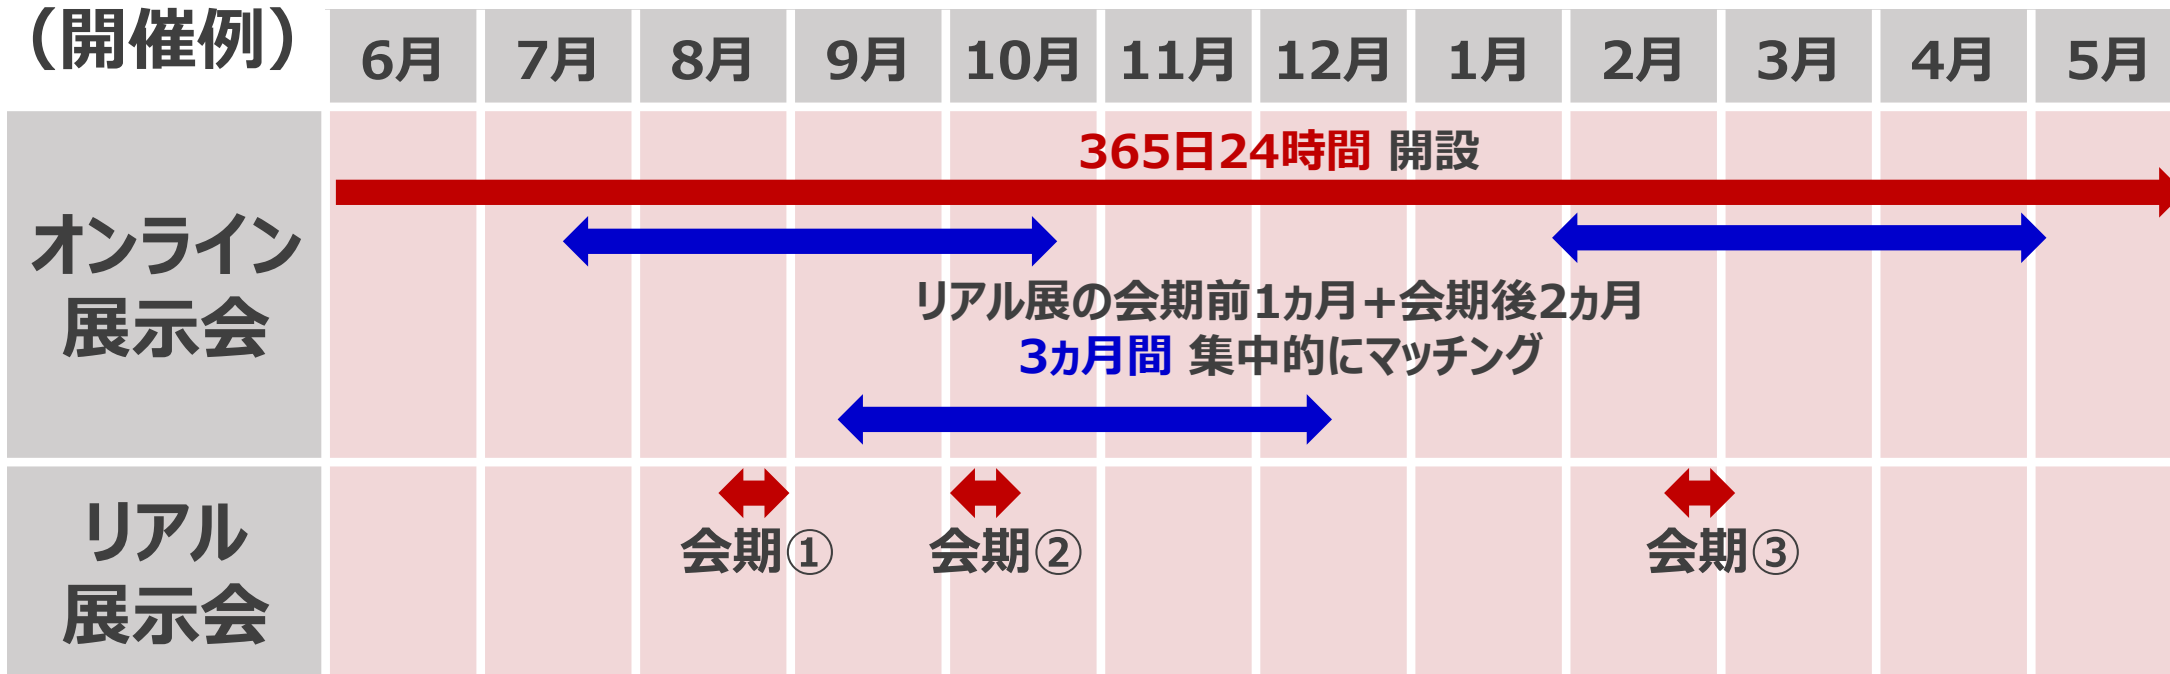 （開催例）
6月 7月 8月 9月 10月 11月 12月 1月 2月 3月 4月 5月
365日24時間 開設
オンライン
展示会
リアル展の会期前1ヵ月＋会期後2ヵ月
3ヵ月間 集中的にマッチング
リアル
展示会
会期① 会期② 会期③